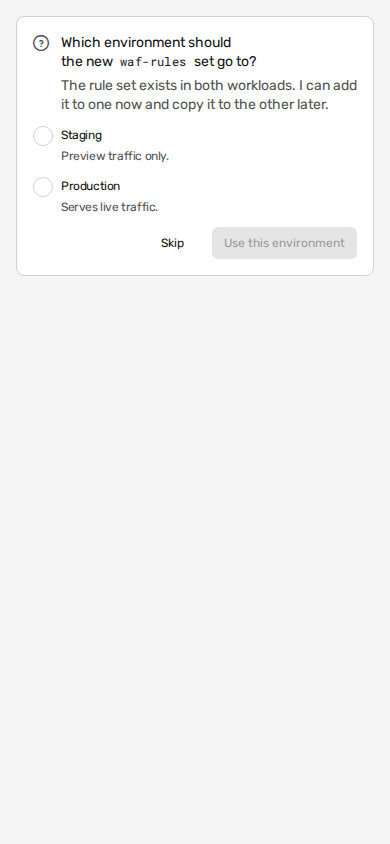 Which environment should
the new waf-rules set go to?
The rule set exists in both workloads. I can add
it to one now and copy it to the other later.
Staging
Preview traffic only.
Production
Serves live traffic.
Skip
Use this environment